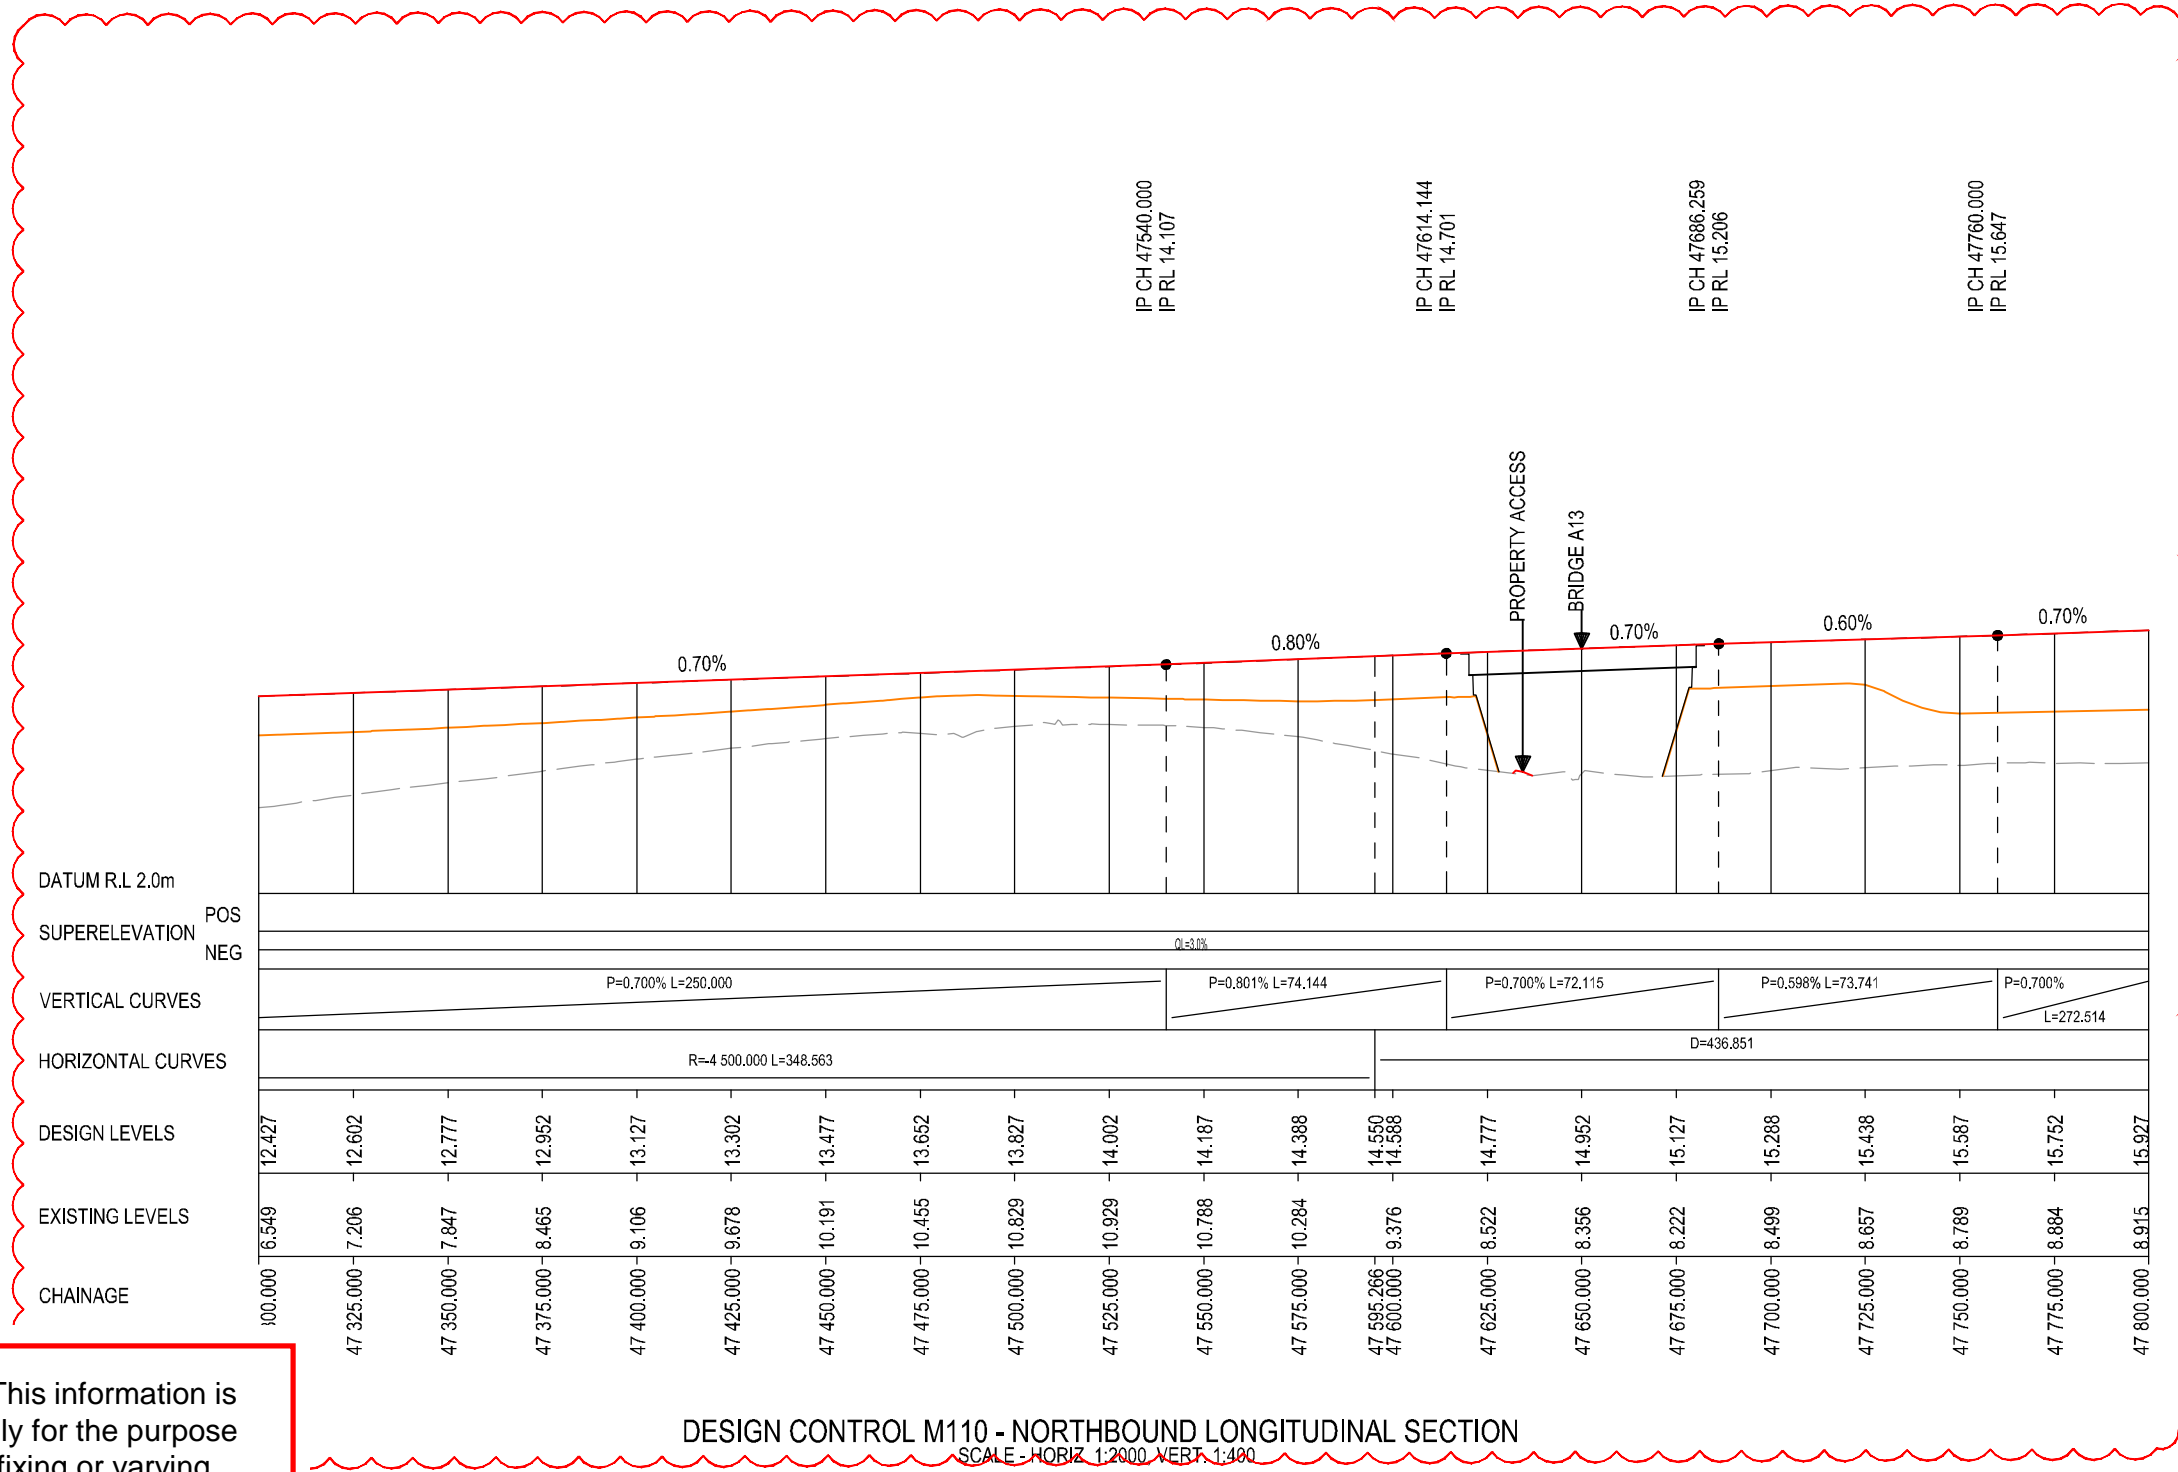 IP CH 47540.000
IP RL 14.107
IP CH 47614.144
IP RL 14.701
IP CH 47686.259
IP RL 15.206
IP CH 47760.000
IP RL 15.647
PROPERTY ACCESS
BRIDGE A13
0.70%
0.80%
0.70%
0.60%
0.70%
DATUM R.L 2.0m
SUPERELEVATION
POS
NEG
QL=3.0%
VERTICAL CURVES
P=0.700% L=250.000
P=0.801% L=74.144
P=0.700% L=72.115
P=0.598% L=73.741
P=0.700%
L=272.514
HORIZONTAL CURVES
R=-4 500.000 L=348.563
D=436.851
DESIGN LEVELS
12.427
12.602
12.777
12.952
13.127
13.302
13.477
13.652
13.827
14.002
14.187
14.388
14.550
14.588
14.777
14.952
15.127
15.288
15.438
15.587
15.752
15.927
EXISTING LEVELS
6.549
7.206
7.847
8.465
9.106
9.678
10.191
10.455
10.829
10.929
10.788
10.284
9.376
8.522
8.356
8.222
8.499
8.657
8.789
8.884
8.915
CHAINAGE
300.000
47 325.000
47 350.000
47 375.000
47 400.000
47 425.000
47 450.000
47 475.000
47 500.000
47 525.000
47 550.000
47 575.000
47 595.266
47 600.000
47 625.000
47 650.000
47 675.000
47 700.000
47 725.000
47 750.000
47 775.000
47 800.000
This information is
ly for the purpose
fixing or varying
DESIGN CONTROL M110 - NORTHBOUND LONGITUDINAL SECTION
SCALE - HORIZ 1:2000 VERT. 1:400